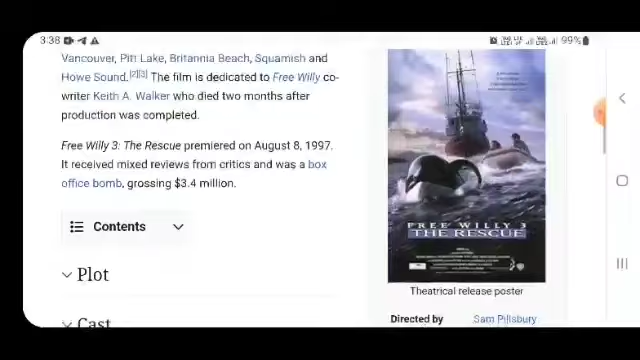 3:38
99%
Vancouver, Pitt Lake, Britannia Beach, Squamish and
Howe Sound.[2][3] The film is dedicated to Free Willy co-
writer Keith A. Walker who died two months after
production was completed.
Free Willy 3: The Rescue premiered on August 8, 1997.
It received mixed reviews from critics and was a box
office bomb, grossing $3.4 million.
Contents
Plot
Cast
FREE WILLY 3
THE RESCUE
Theatrical release poster
Directed by Sam Pillsbury